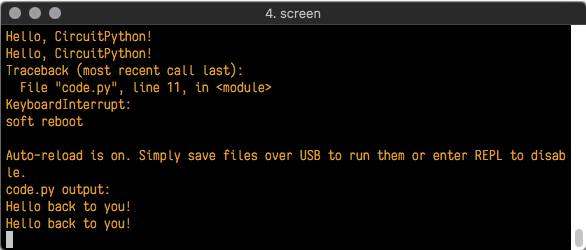 4. screen
Hello, CircuitPython!
Hello, CircuitPython!
Traceback (most recent call last):
  File "code.py", line 11, in <module>
KeyboardInterrupt:
soft reboot

Auto-reload is on. Simply save files over USB to run them or enter REPL to disab
le.
code.py output:
Hello back to you!
Hello back to you!